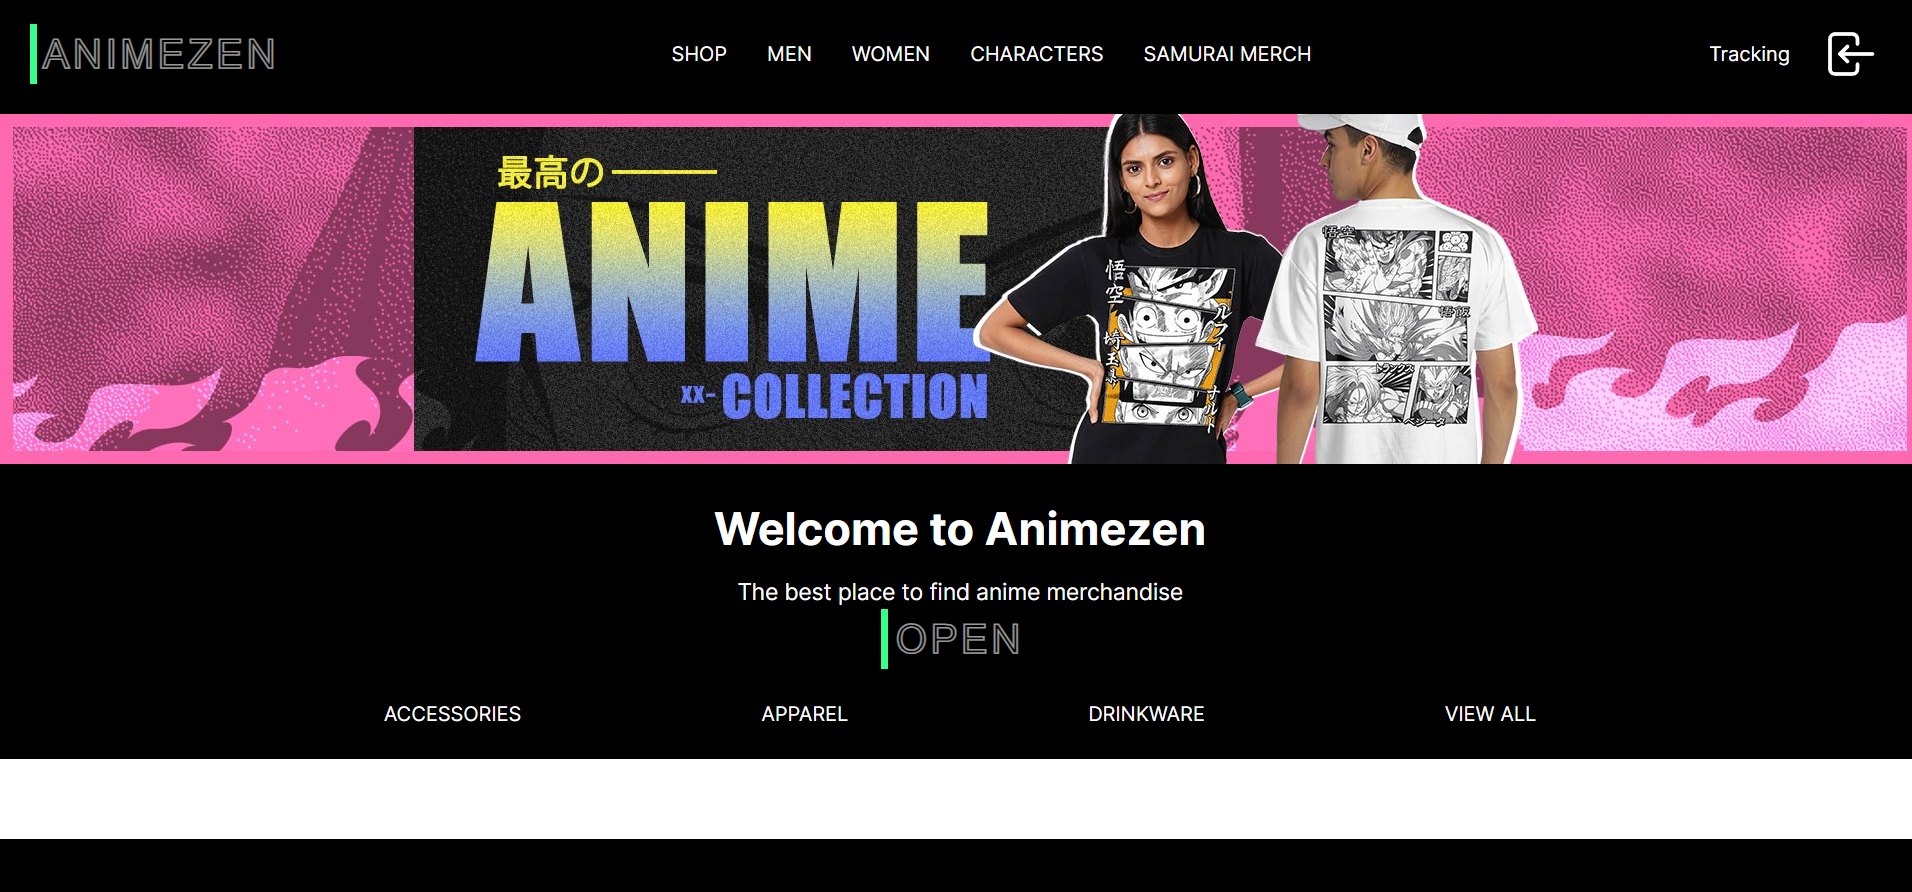 ANIMEZEN
SHOP MEN WOMEN CHARACTERS SAMURAI MERCH
Tracking
最高の
ANIME
XX-COLLECTION
悟空
ルフィ
埼玉県
ナルト
悟空
悟飯
トランクス
ベジータ
Welcome to Animezen
The best place to find anime merchandise
OPEN
ACCESSORIES APPAREL DRINKWARE VIEW ALL